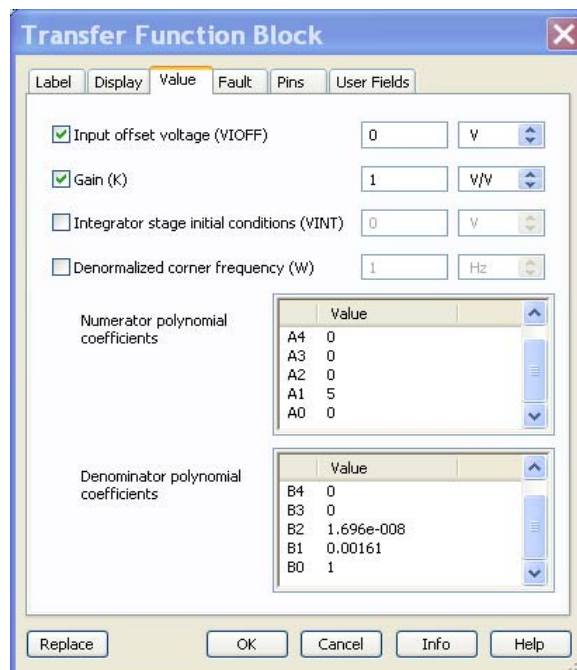 Transfer Function Block
Label Display Value Fault Pins User Fields
Input offset voltage (VIOFF) 0 V
Gain (K) 1 V/V
Integrator stage initial conditions (VINT) 0 V
Denormalized corner frequency (W) 1 Hz
Numerator polynomial
coefficients
Value
A4 0
A3 0
A2 0
A1 5
A0 0
Denominator polynomial
coefficients
Value
B4 0
B3 0
B2 1.696e-008
B1 0.00161
B0 1
Replace OK Cancel Info Help